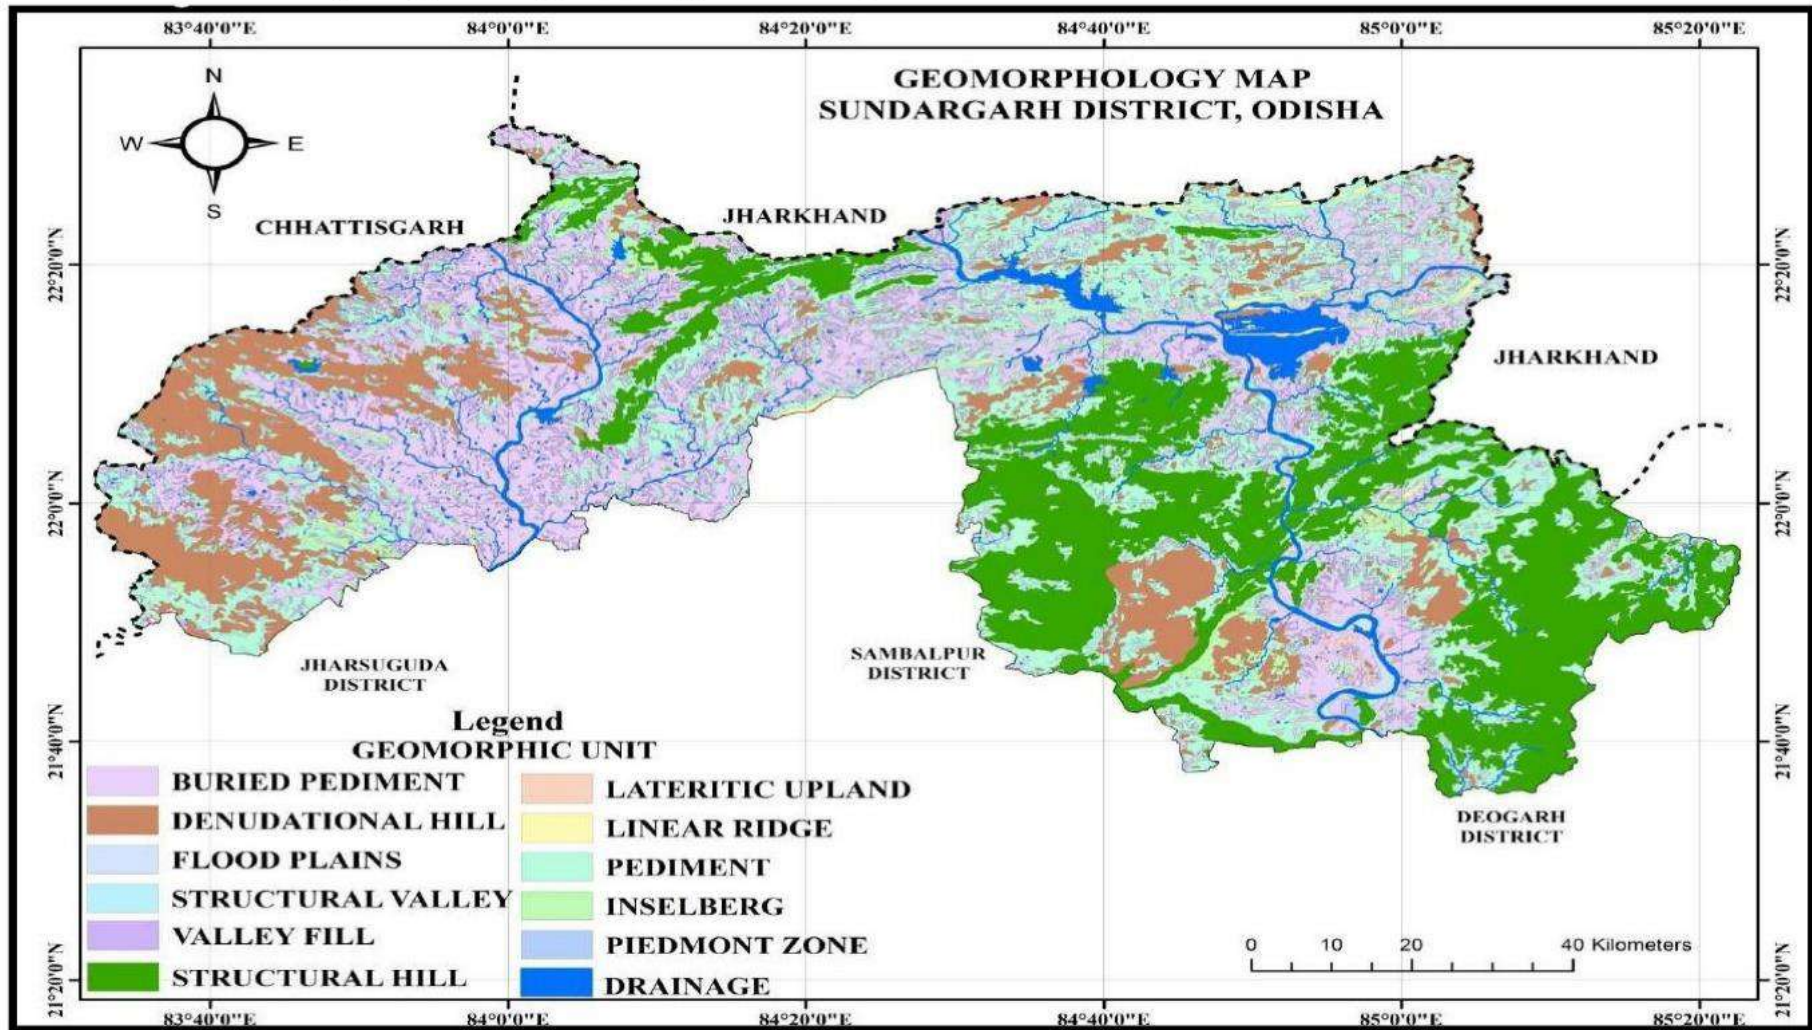 83°40'0"E 84°0'0"E 84°20'0"E 84°40'0"E 85°0'0"E 85°20'0"E
GEOMORPHOLOGY MAP
SUNDARGARH DISTRICT, ODISHA
N
W E
S
CHHATTISGARH
JHARKHAND
22°20'0"N 22°20'0"N
JHARKHAND
22°0'0"N 22°0'0"N
JHARSUGUDA
DISTRICT
SAMBALPUR
DISTRICT
21°40'0"N 21°40'0"N
DEOGARH
DISTRICT
Legend
GEOMORPHIC UNIT
BURIED PEDIMENT
DENUDATIONAL HILL
FLOOD PLAINS
STRUCTURAL VALLEY
VALLEY FILL
STRUCTURAL HILL
LATERITIC UPLAND
LINEAR RIDGE
PEDIMENT
INSELBERG
PIEDMONT ZONE
DRAINAGE
0 10 20 40 Kilometers
21°20'0"N 21°20'0"N
83°40'0"E 84°0'0"E 84°20'0"E 84°40'0"E 85°0'0"E 85°20'0"E